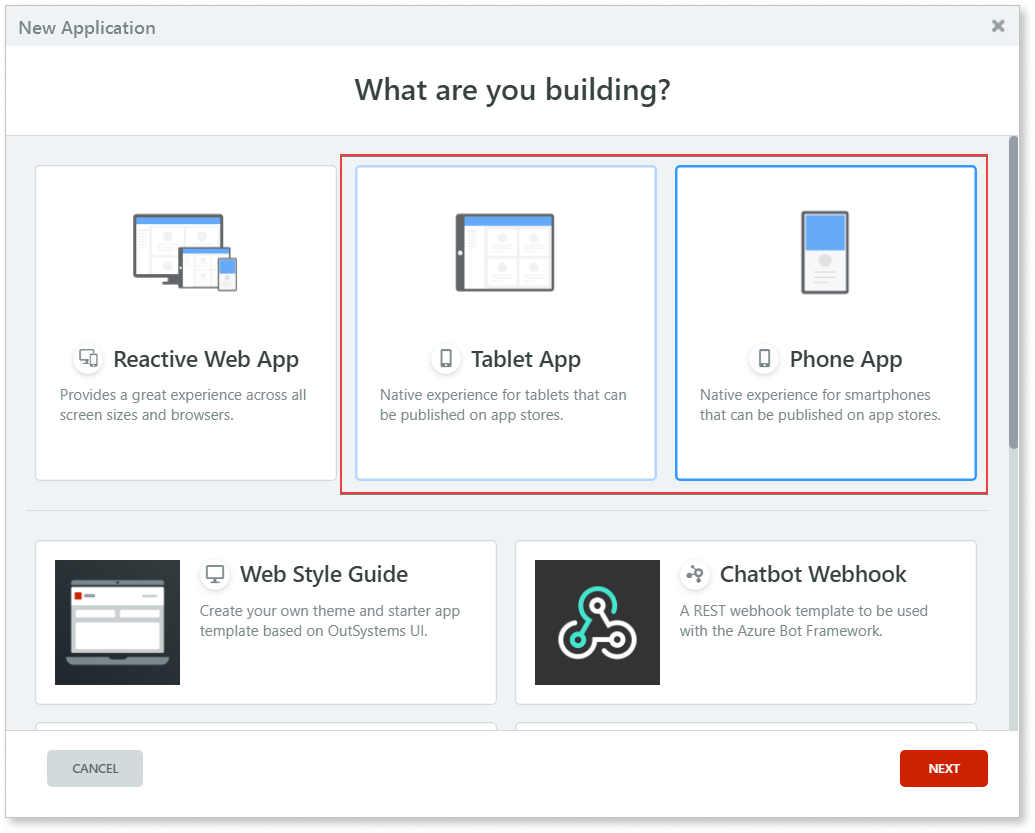 New Application
What are you building?
Reactive Web App
Provides a great experience across all
screen sizes and browsers.
Tablet App
Native experience for tablets that can
be published on app stores.
Phone App
Native experience for smartphones
that can be published on app stores.
Web Style Guide
Create your own theme and starter app
template based on OutSystems UI.
Chatbot Webhook
A REST webhook template to be used
with the Azure Bot Framework.
CANCEL
NEXT